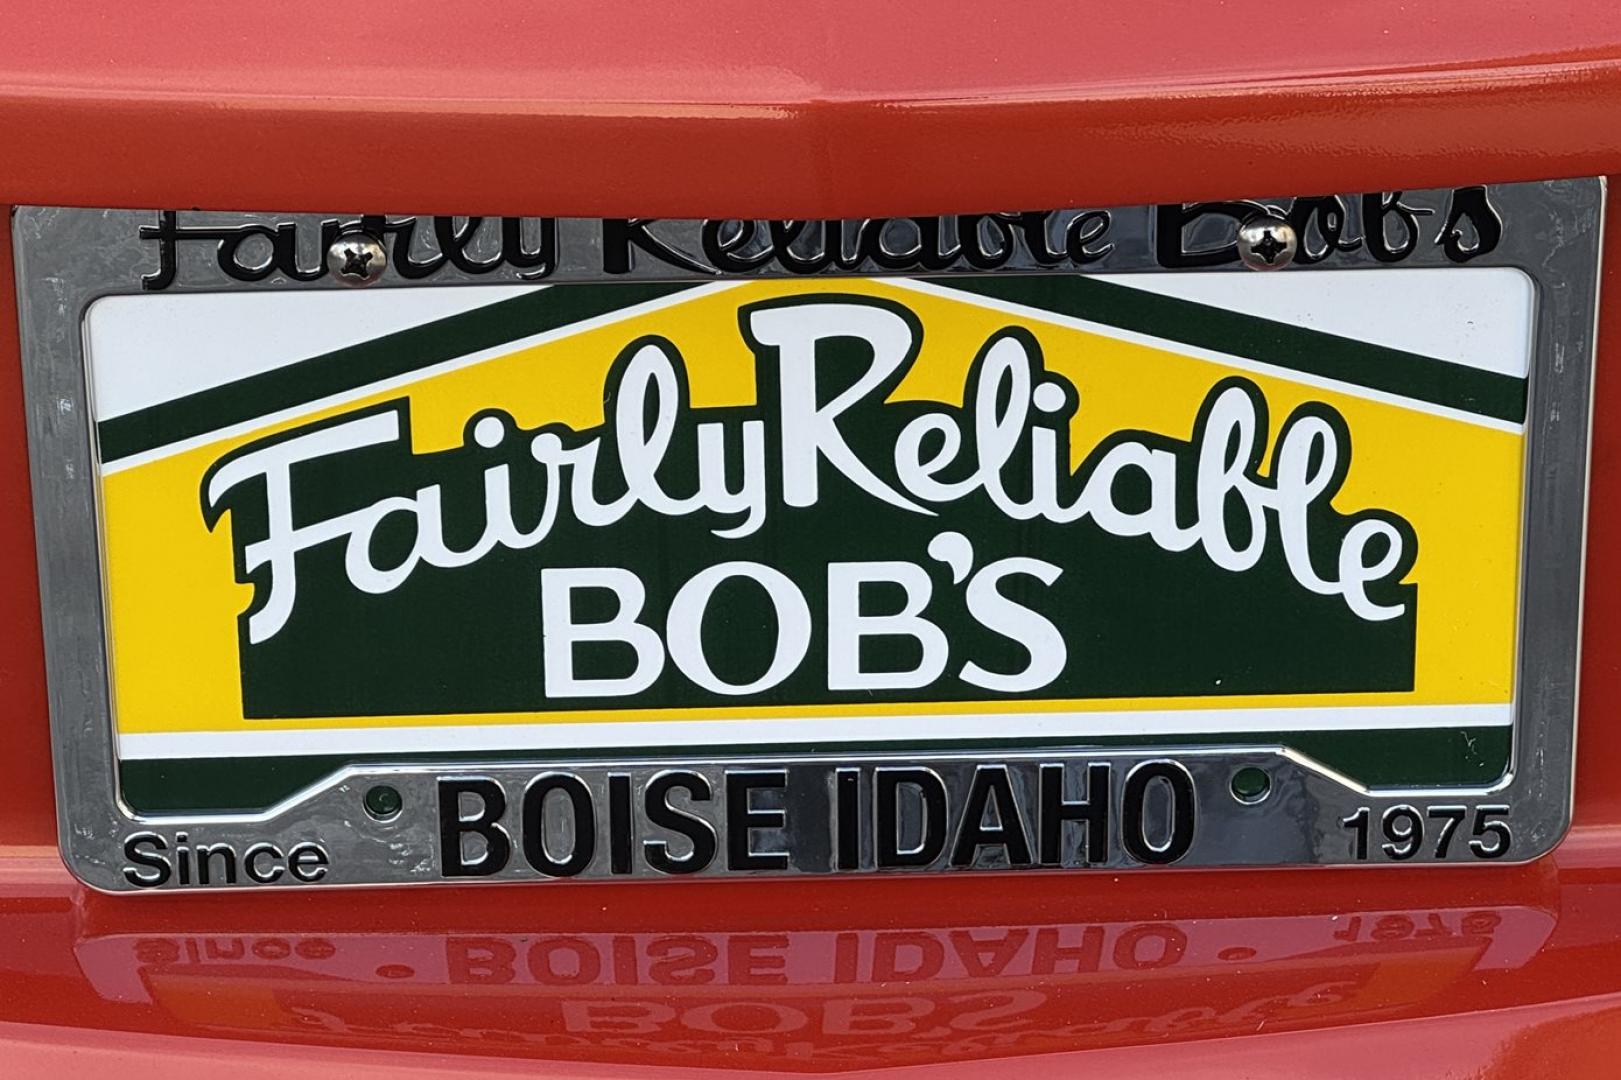 Fairly Reliable Bob's
Fairly Reliable
BOB'S
BOISE IDAHO
Since 1975